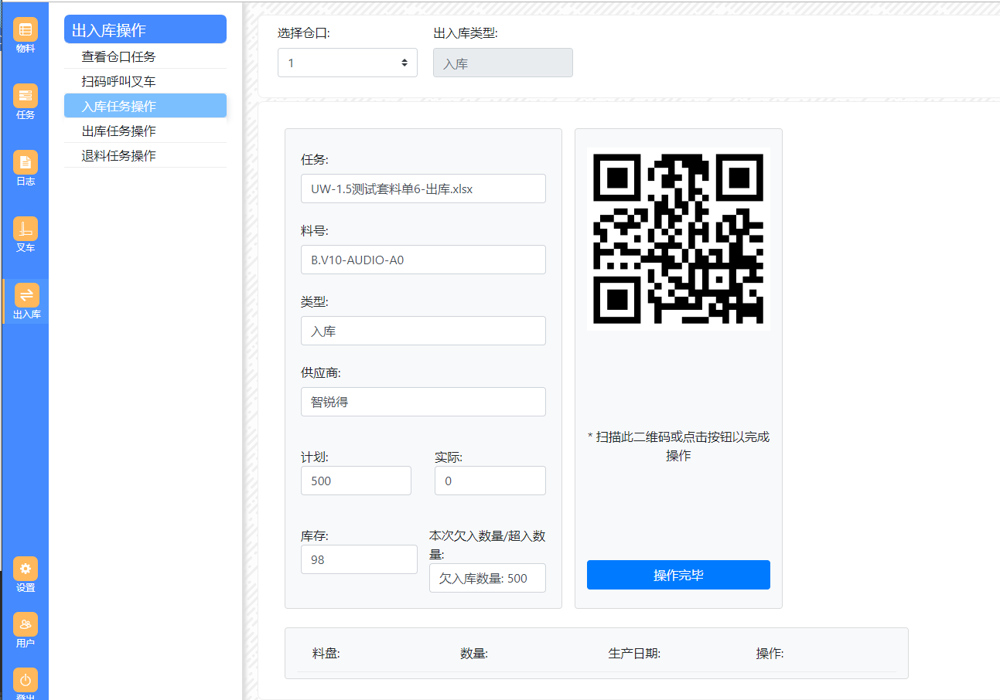 物料
任务
日志
叉车
出入库
设置
用户
登出
出入库操作
查看仓口任务
扫码呼叫叉车
入库任务操作
出库任务操作
退料任务操作
选择仓口:
出入库类型:
1
入库
任务:
UW-1.5测试套料单6-出库.xlsx
料号:
B.V10-AUDIO-A0
类型:
入库
供应商:
智锐得
计划:
实际:
500
0
库存:
98
本次欠入数量/超入数
量:
欠入库数量: 500
* 扫描此二维码或点击按钮以完成
操作
操作完毕
料盘:
数量:
生产日期:
操作: